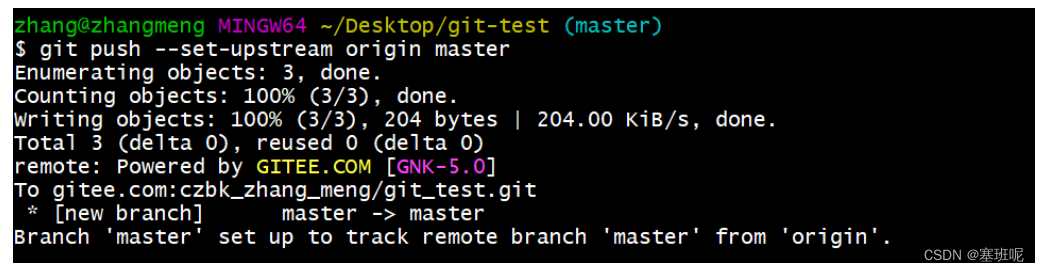 zhang@zhangmeng MINGW64 ~/Desktop/git-test (master)
$ git push --set-upstream origin master
Enumerating objects: 3, done.
Counting objects: 100% (3/3), done.
Writing objects: 100% (3/3), 204 bytes | 204.00 KiB/s, done.
Total 3 (delta 0), reused 0 (delta 0)
remote: Powered by GITEE.COM [GNK-5.0]
To gitee.com:czbk_zhang_meng/git_test.git
 * [new branch]      master -> master
Branch 'master' set up to track remote branch 'master' from 'origin'.
CSDN @塞班呢